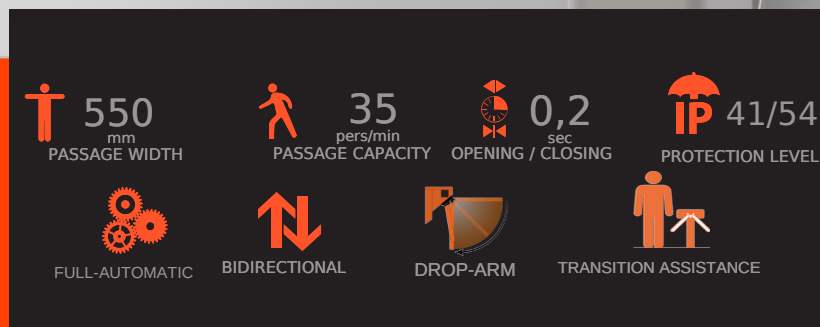 550
mm
PASSAGE WIDTH
35
pers/min
PASSAGE CAPACITY
0,2
sec
OPENING / CLOSING
IP 41/54
PROTECTION LEVEL
FULL-AUTOMATIC
BIDIRECTIONAL
DROP-ARM
TRANSITION ASSISTANCE